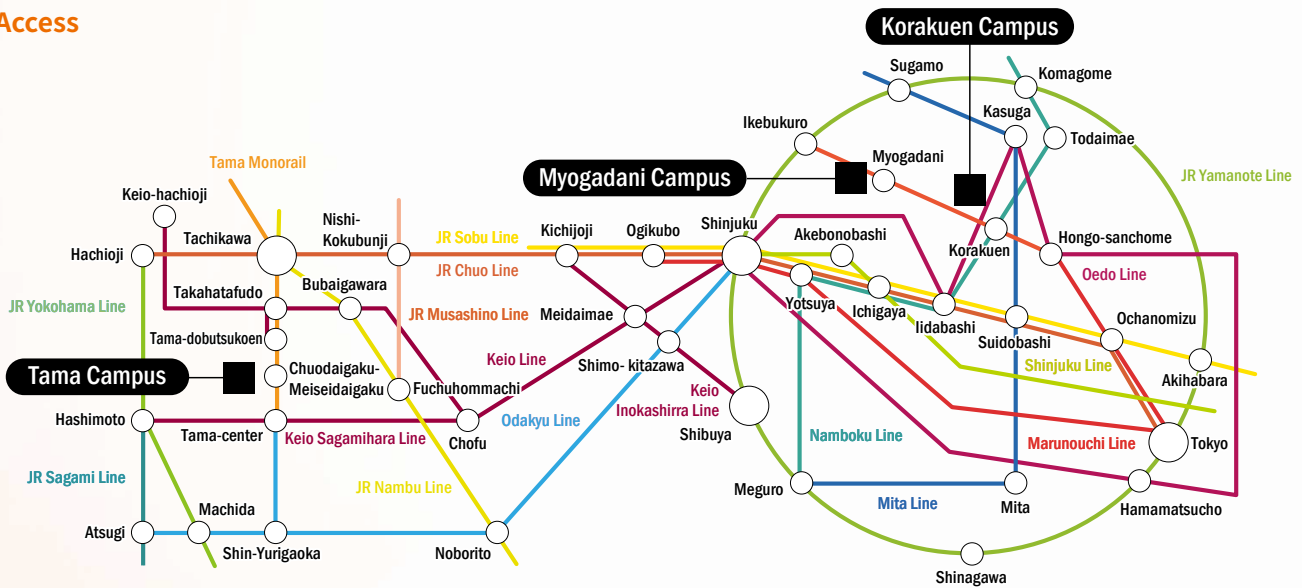 Access
Korakuen Campus
Sugamo
Komagome
Kasuga
Ikebukuro
Todaimae
Myogadani
Tama Monorail
Myogadani Campus
JR Yamanote Line
Keio-hachioji
Nishi-
Kokubunji
Tachikawa
JR Sobu Line
Kichijoji
Ogikubo
Shinjuku
Akebonobashi
Hongo-sanchome
Hachioji
JR Chuo Line
Korakuen
Oedo Line
Bubaigawara
Takahatafudo
JR Yokohama Line
JR Musashino Line
Meidaimae
Yotsuya
Ichigaya
Iidabashi
Ochanomizu
Tama-dobutsukoen
Suidobashi
Keio Line
Shimo- kitazawa
Shinjuku Line
Akihabara
Tama Campus
Chuodaigaku-
Meiseidaigaku
Fuchuhommachi
Keio
Inokashirra Line
Hashimoto
Tama-center
Keio Sagamihara Line
Chofu
Odakyu Line
Shibuya
Namboku Line
Marunouchi Line
Tokyo
JR Sagami Line
JR Nambu Line
Meguro
Mita Line
Mita
Hamamatsucho
Machida
Atsugi
Shin-Yurigaoka
Noborito
Shinagawa